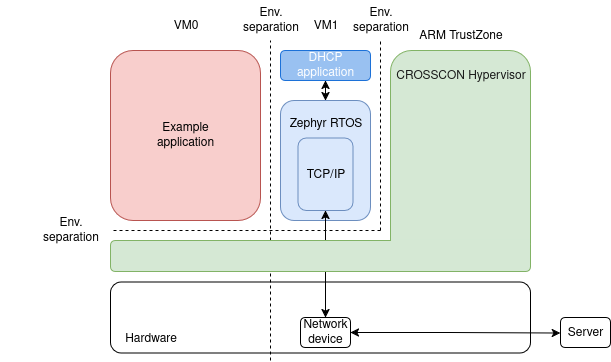 VM0
Env.
separation
VM1
Env.
separation
ARM TrustZone
DHCP
application
CROSSCON Hypervisor
Example
application
Zephyr RTOS
TCP/IP
Env.
separation
Network
device
Hardware
Server